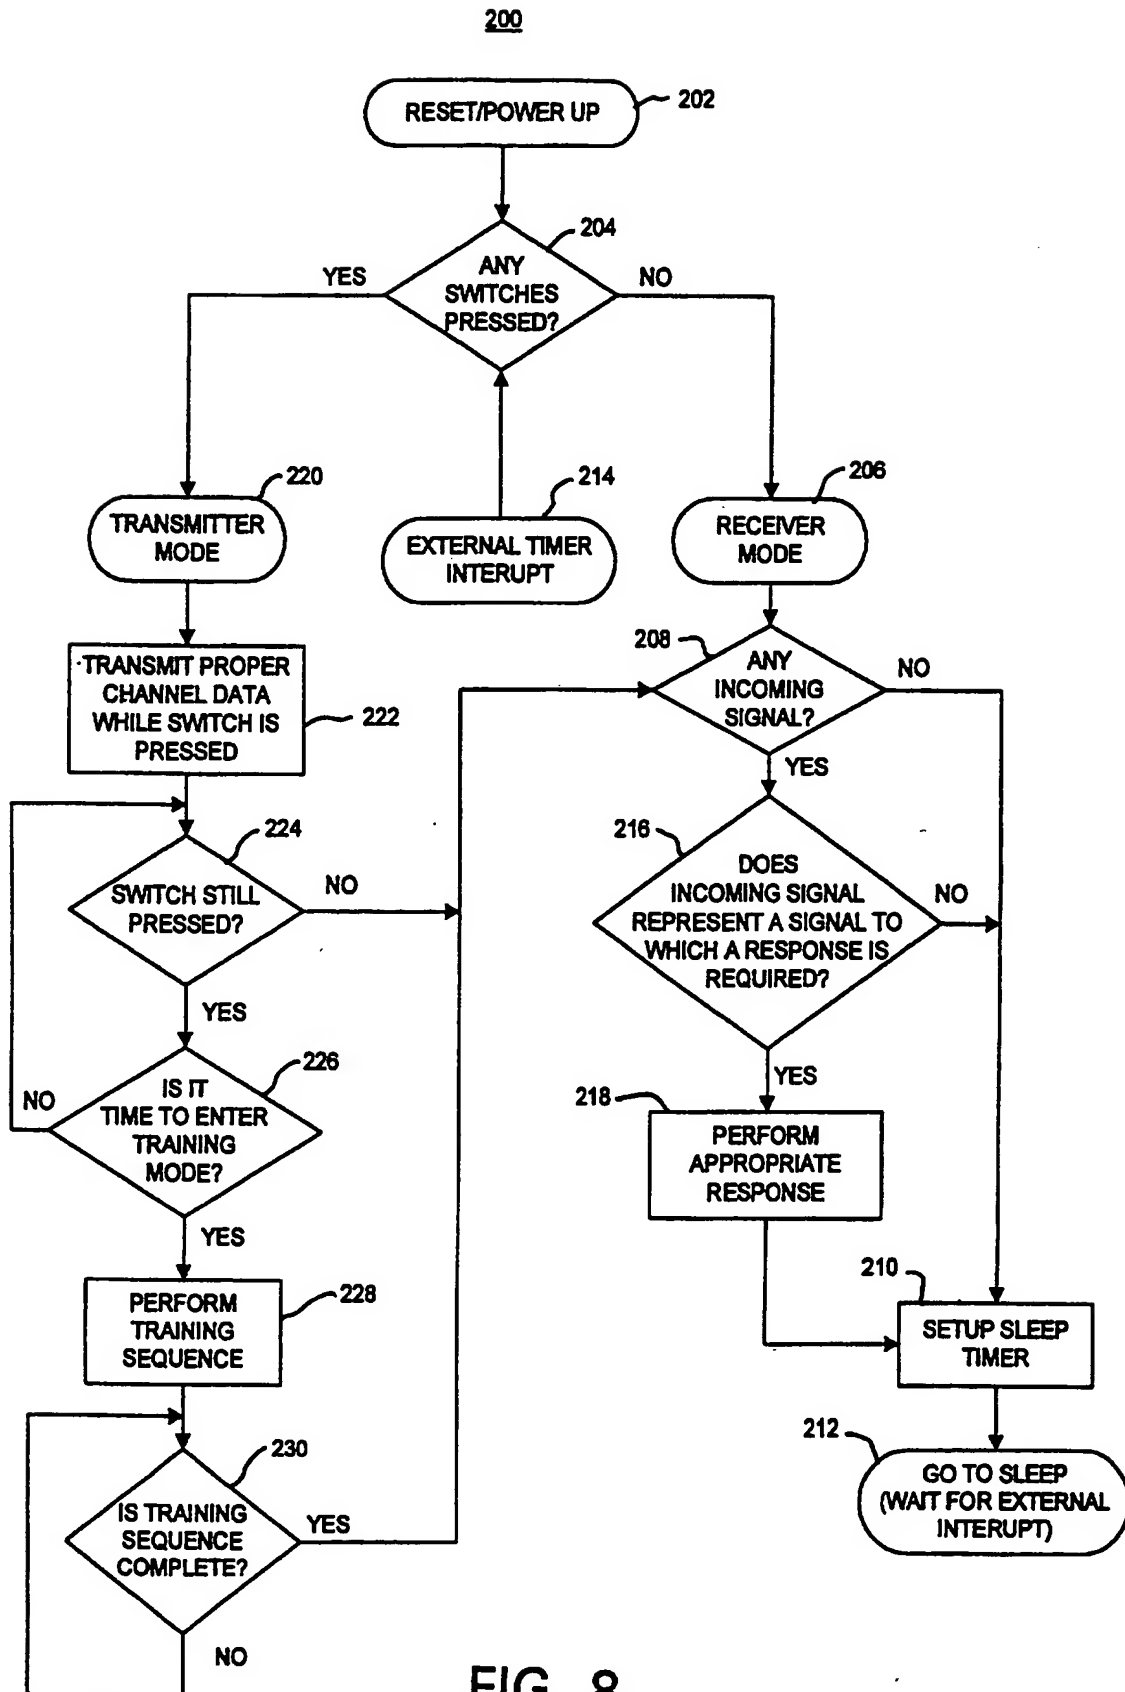 200
RESET/POWER UP
202
204
ANY
SWITCHES
PRESSED?
YES
NO
220
TRANSMITTER
MODE
214
EXTERNAL TIMER
INTERUPT
206
RECEIVER
MODE
208
ANY
INCOMING
SIGNAL?
NO
YES
TRANSMIT PROPER
CHANNEL DATA
WHILE SWITCH IS
PRESSED
222
224
SWITCH STILL
PRESSED?
NO
YES
216
DOES
INCOMING SIGNAL
REPRESENT A SIGNAL TO
WHICH A RESPONSE IS
REQUIRED?
NO
YES
226
IS IT
TIME TO ENTER
TRAINING
MODE?
NO
YES
218
PERFORM
APPROPRIATE
RESPONSE
228
PERFORM
TRAINING
SEQUENCE
210
SETUP SLEEP
TIMER
230
IS TRAINING
SEQUENCE
COMPLETE?
YES
NO
212
GO TO SLEEP
(WAIT FOR EXTERNAL
INTERUPT)
FIG. 8